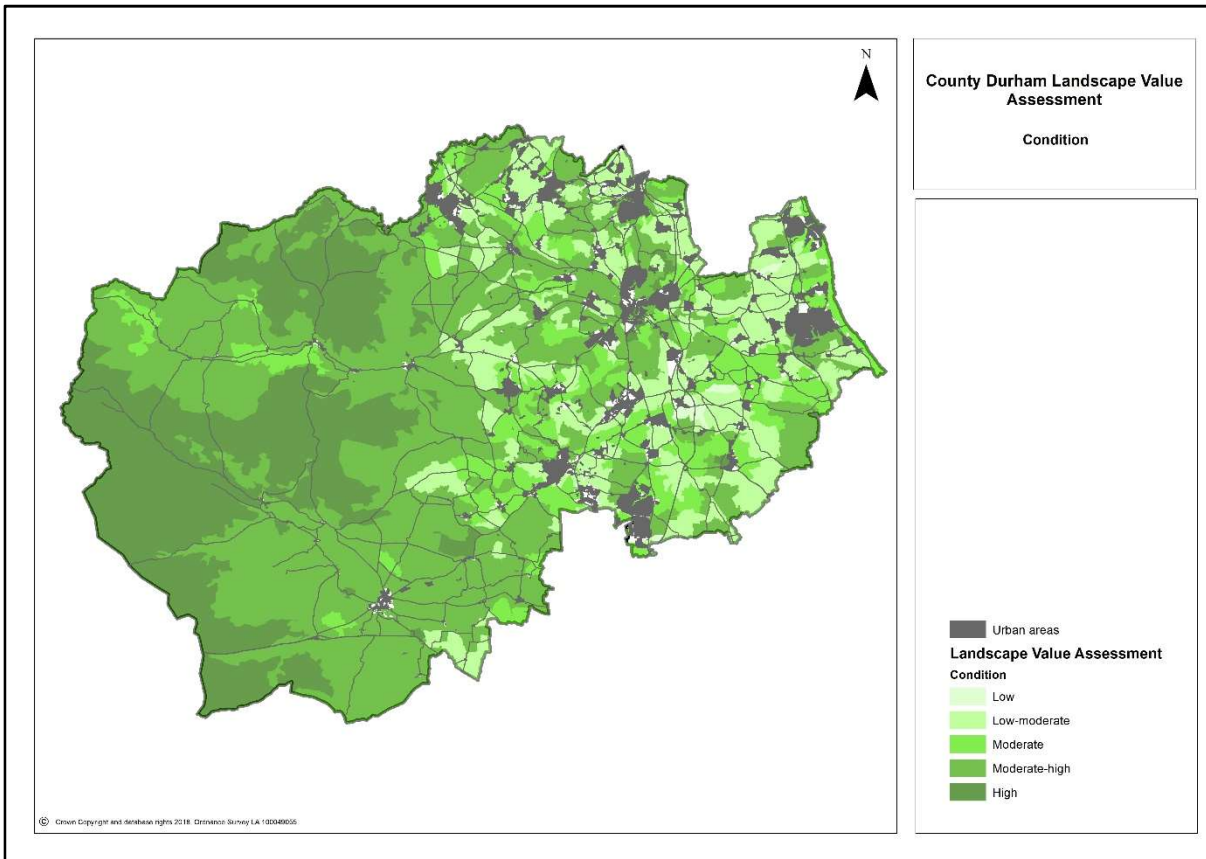 N
County Durham Landscape Value
Assessment
Condition
Urban areas
Landscape Value Assessment
Condition
Low
Low-moderate
Moderate
Moderate-high
High
© Crown Copyright and database rights 2018. Ordnance Survey LA 100049055